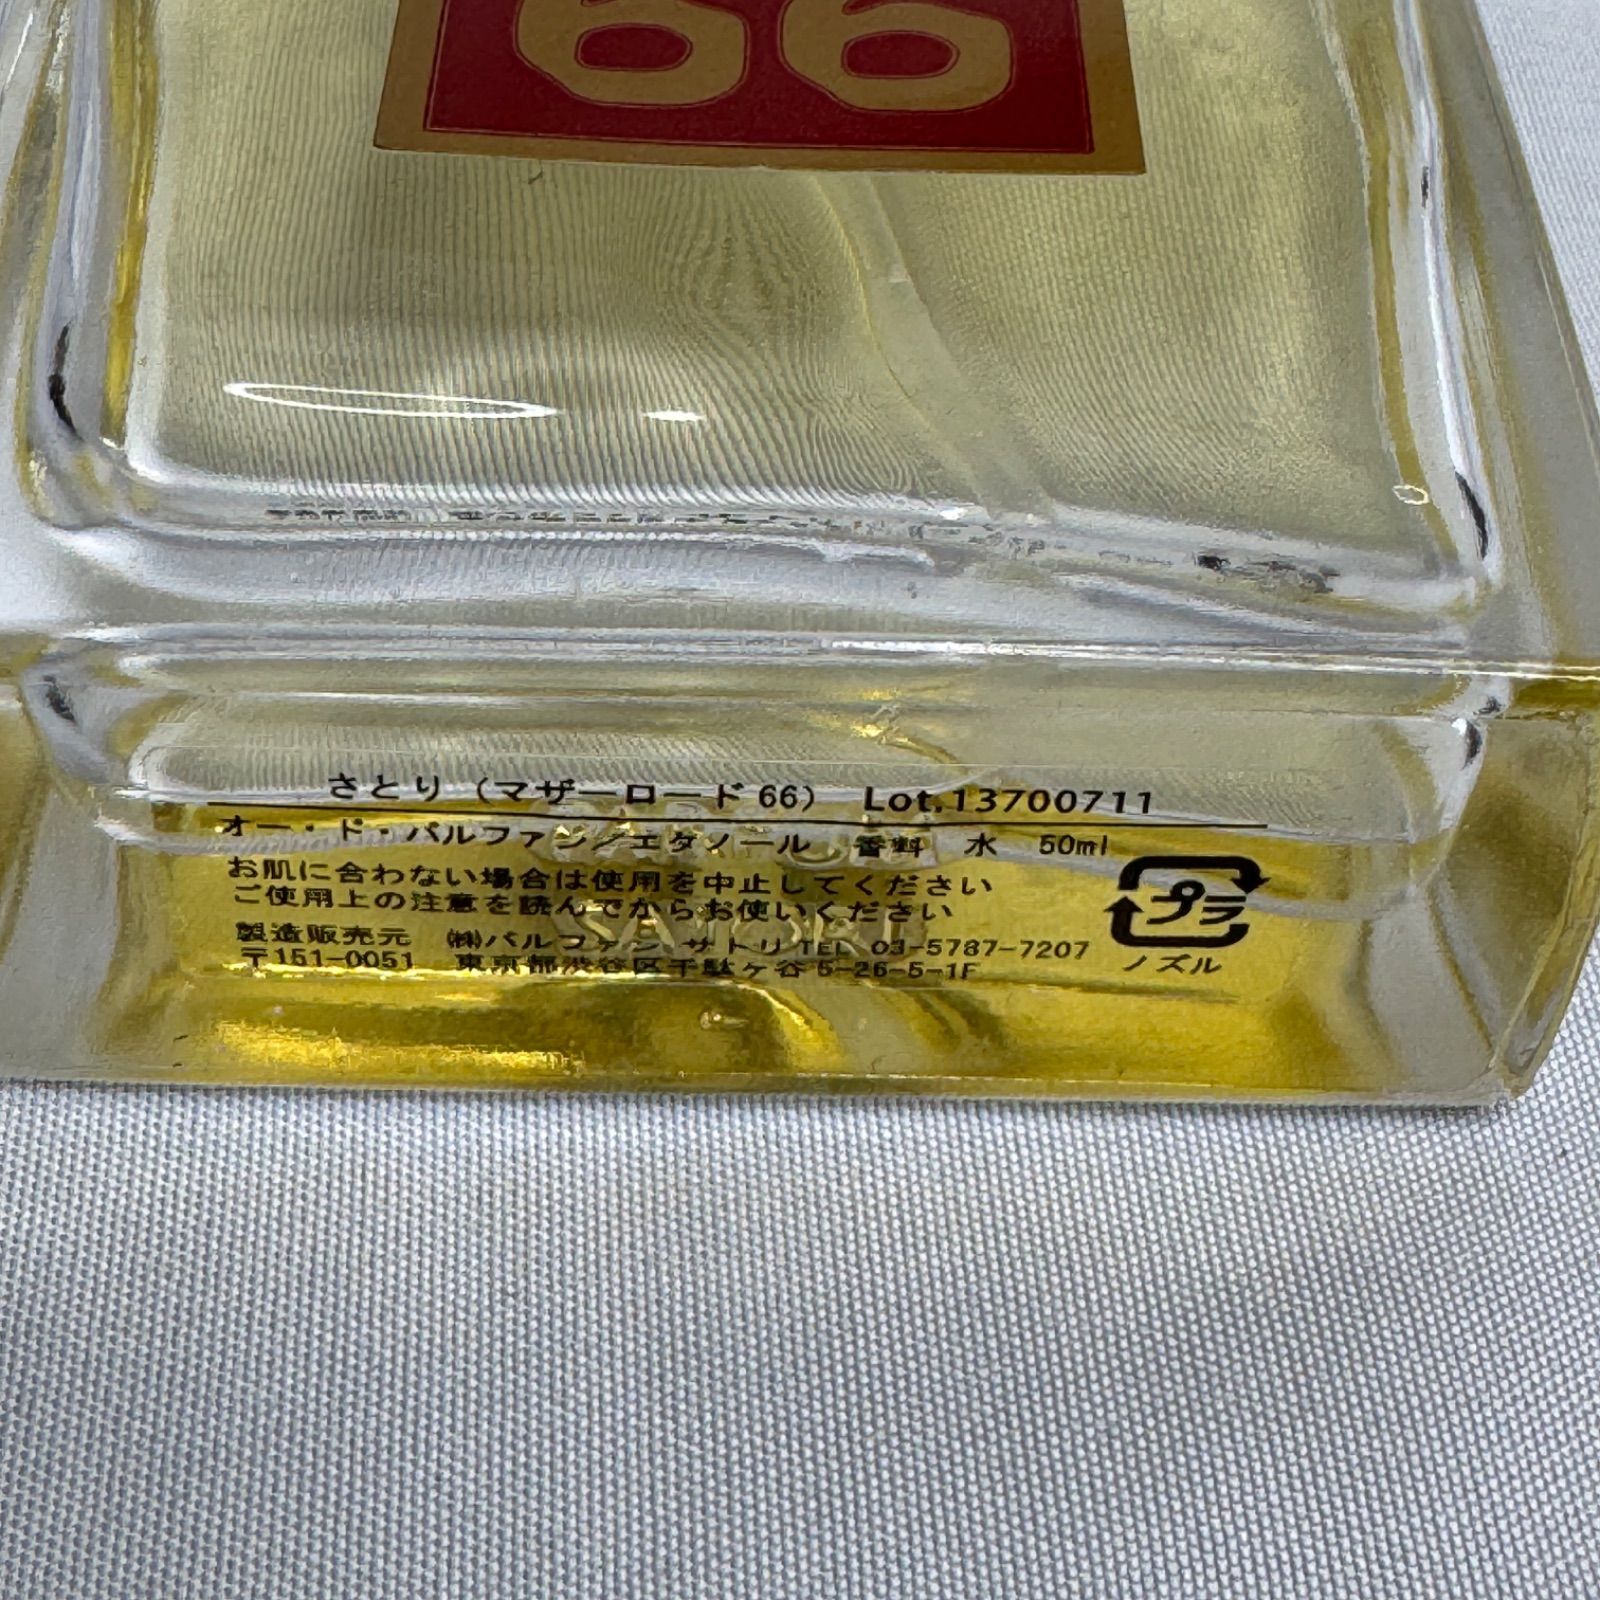 66
さとり（マザーロード 66） Lot.13700711
オー・ド・パルファン／エタノール 香料 水 50ml
お肌に合わない場合は使用を中止してください
ご使用上の注意を読んでからお使いください
プラ
製造販売元 ㈱パルファン サトリ TEL 03-5787-7207
〒151-0051 東京都渋谷区千駄ヶ谷 5-26-5-1F
ノズル
SATORI